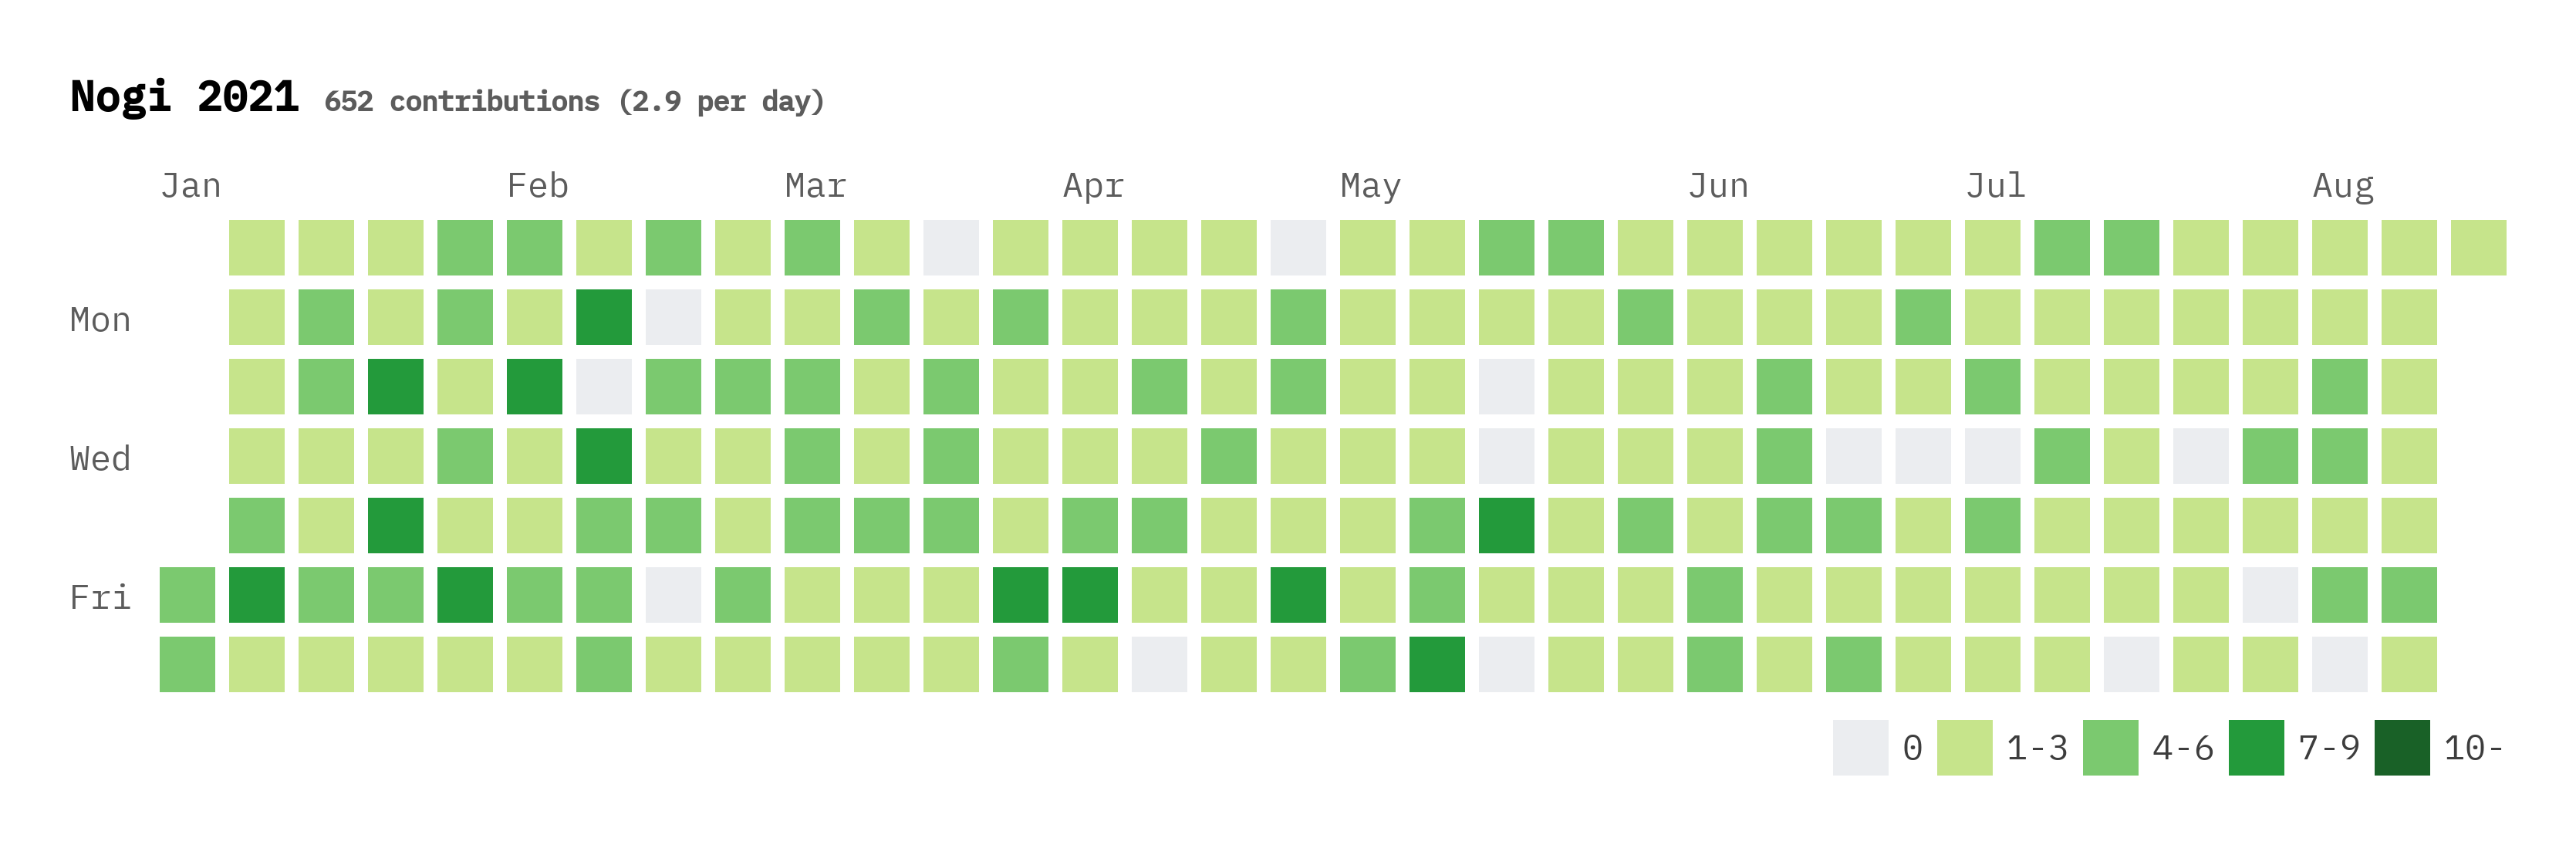 Nogi 2021 652 contributions (2.9 per day)
Jan Feb Mar Apr May Jun Jul Aug
Mon
Wed
Fri
0 1-3 4-6 7-9 10-